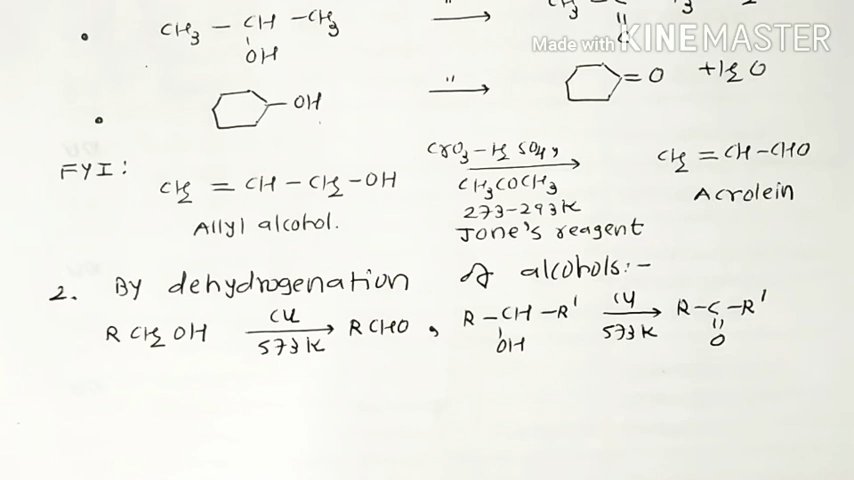 • CH3 – CH – CH3 " CH3
OH
Made with KINEMASTER
• – OH " = O + H2O
FYI:
CH2 = CH – CH2 – OH CrO3 – H2SO4, CH2 = CH – CHO
CH3COCH3
273-293K
Allyl alcohol. Jone's reagent Acrolein
2. By dehydrogenation of alcohols:-
R CH2 OH Cu 573K R CHO, R – CH – R' Cu 573K R – C – R'
OH O